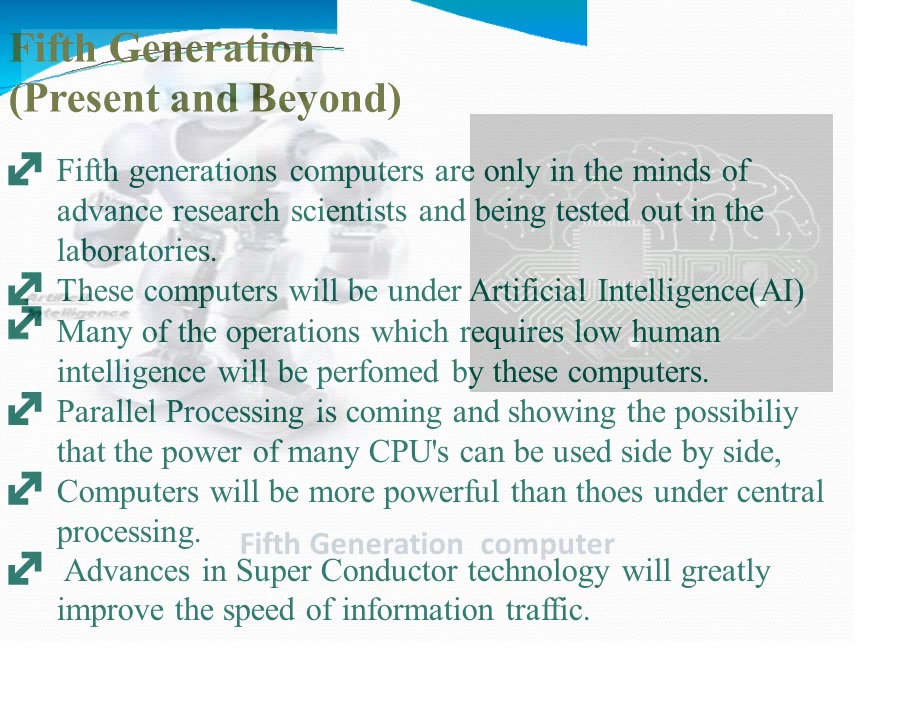 Fifth Generation
(Present and Beyond)
Fifth generations computers are only in the minds of
advance research scientists and being tested out in the
laboratories.
These computers will be under Artificial Intelligence(AI)
Artificial
Intelligence
Many of the operations which requires low human
intelligence will be perfomed by these computers.
Parallel Processing is coming and showing the possibiliy
that the power of many CPU's can be used side by side,
Computers will be more powerful than thoes under central
processing.
Fifth Generation computer
Advances in Super Conductor technology will greatly
improve the speed of information traffic.